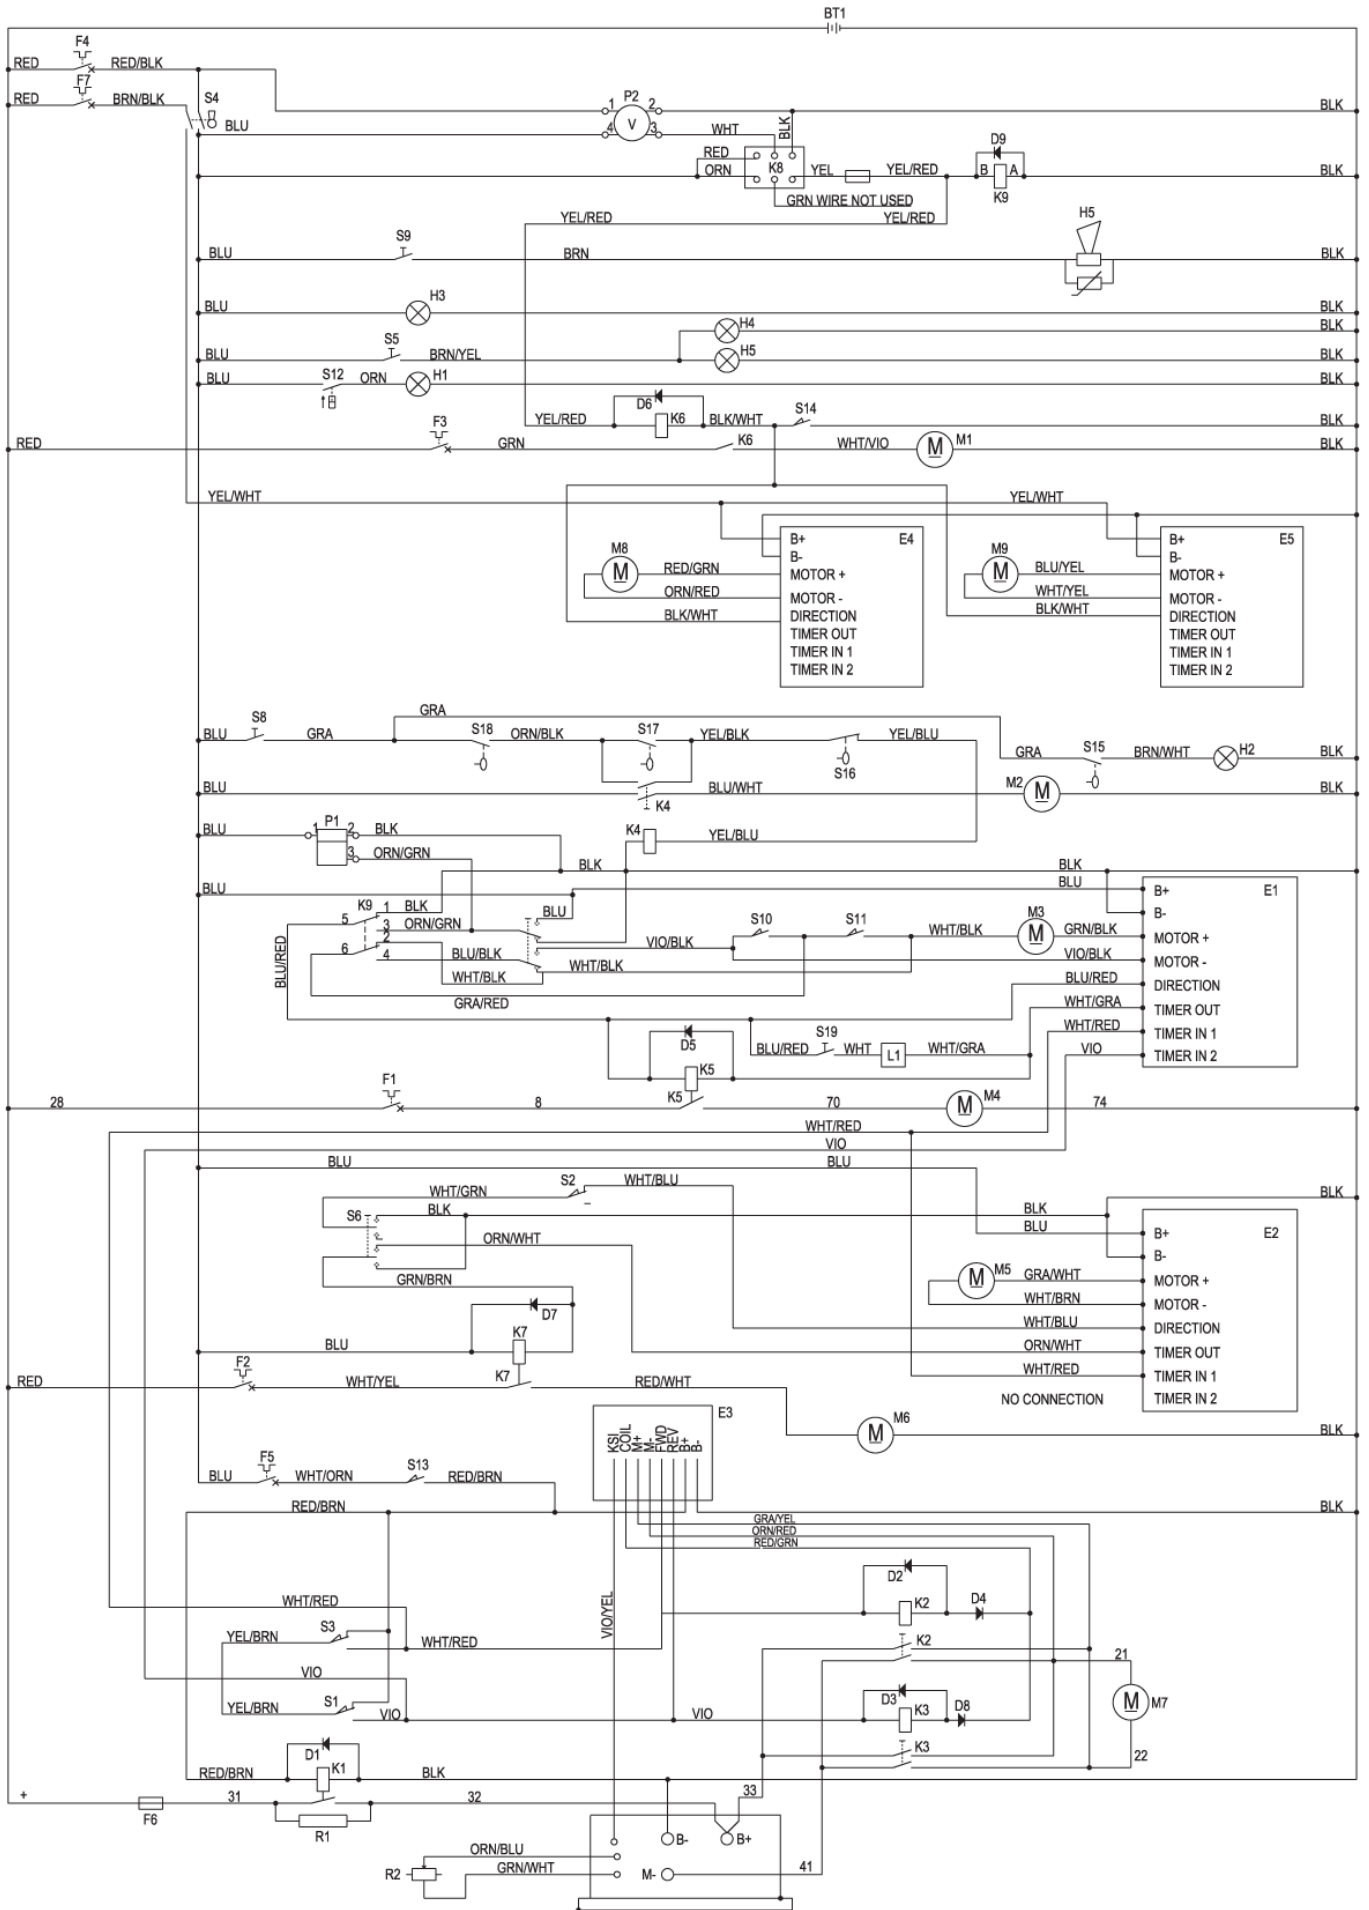 BT1
F4
RED RED/BLK
F7
RED BRN/BLK S4 BLU
P2
1 2 BLK
V
4 3 WHT BLK
RED D9
ORN K8 YEL YEL/RED B A BLK
K9
GRN WIRE NOT USED
YEL/RED YEL/RED
H5
S9
BLU BRN BLK
H3
BLU BLK
H4
BLK
S5
BLU BRN/YEL H5 BLK
BLU S12 ORN H1 BLK
D6
YEL/RED K6 BLK/WHT S14 BLK
F3
RED GRN K6 WHT/VIO M M1 BLK
YEL/WHT YEL/WHT
B+ E4
B-
M8
M RED/GRN MOTOR +
ORN/RED MOTOR -
BLK/WHT DIRECTION
TIMER OUT
TIMER IN 1
TIMER IN 2
B+ E5
B-
M9
M BLU/YEL MOTOR +
WHT/YEL MOTOR -
BLK/WHT DIRECTION
TIMER OUT
TIMER IN 1
TIMER IN 2
GRA
S8 S18 S17
BLU GRA ORN/BLK YEL/BLK YEL/BLU
S16
GRA S15 BRN/WHT H2 BLK
BLU K4 BLU/WHT M2 M BLK
P1
BLU 1 2 BLK
3 ORN/GRN
K4 YEL/BLU
BLK BLK
BLU BLU B+ E1
B-
K9 1 BLK BLU
5 3 ORN/GRN
2
6 4 BLU/BLK
WHT/BLK
GRA/RED
BLU/RED
VIO/BLK S10 S11 WHT/BLK M3 M GRN/BLK MOTOR +
WHT/BLK VIO/BLK MOTOR -
BLU/RED DIRECTION
WHT/GRA TIMER OUT
WHT/RED TIMER IN 1
VIO TIMER IN 2
D5
K5
BLU/RED S19 WHT L1 WHT/GRA
F1
28 8 K5 70 M M4 74
WHT/RED
VIO
BLU BLU
WHT/GRN S2 WHT/BLU BLK
S6 BLK BLK
BLU B+ E2
B-
ORN/WHT
GRN/BRN
M M5 GRA/WHT MOTOR +
WHT/BRN MOTOR -
WHT/BLU DIRECTION
ORN/WHT TIMER OUT
WHT/RED TIMER IN 1
NO CONNECTION TIMER IN 2
D7
BLU K7
F2
RED WHT/YEL K7 RED/WHT
M M6 BLK
E3
KSI COIL M+ M- FWD REV B+ B-
F5
BLU WHT/ORN S13 RED/BRN
RED/BRN BLK
GRA/YEL
ORN/RED
RED/GRN
D2
K2 D4
WHT/RED
VIO/YEL
YEL/BRN S3 WHT/RED
K2
VIO
21
D3
YEL/BRN S1 VIO VIO K3 D8
M M7
K3
22
D1
RED/BRN K1 BLK
+ F6 31 32 33
R1
B- B+
ORN/BLU
R2 GRN/WHT M- 41